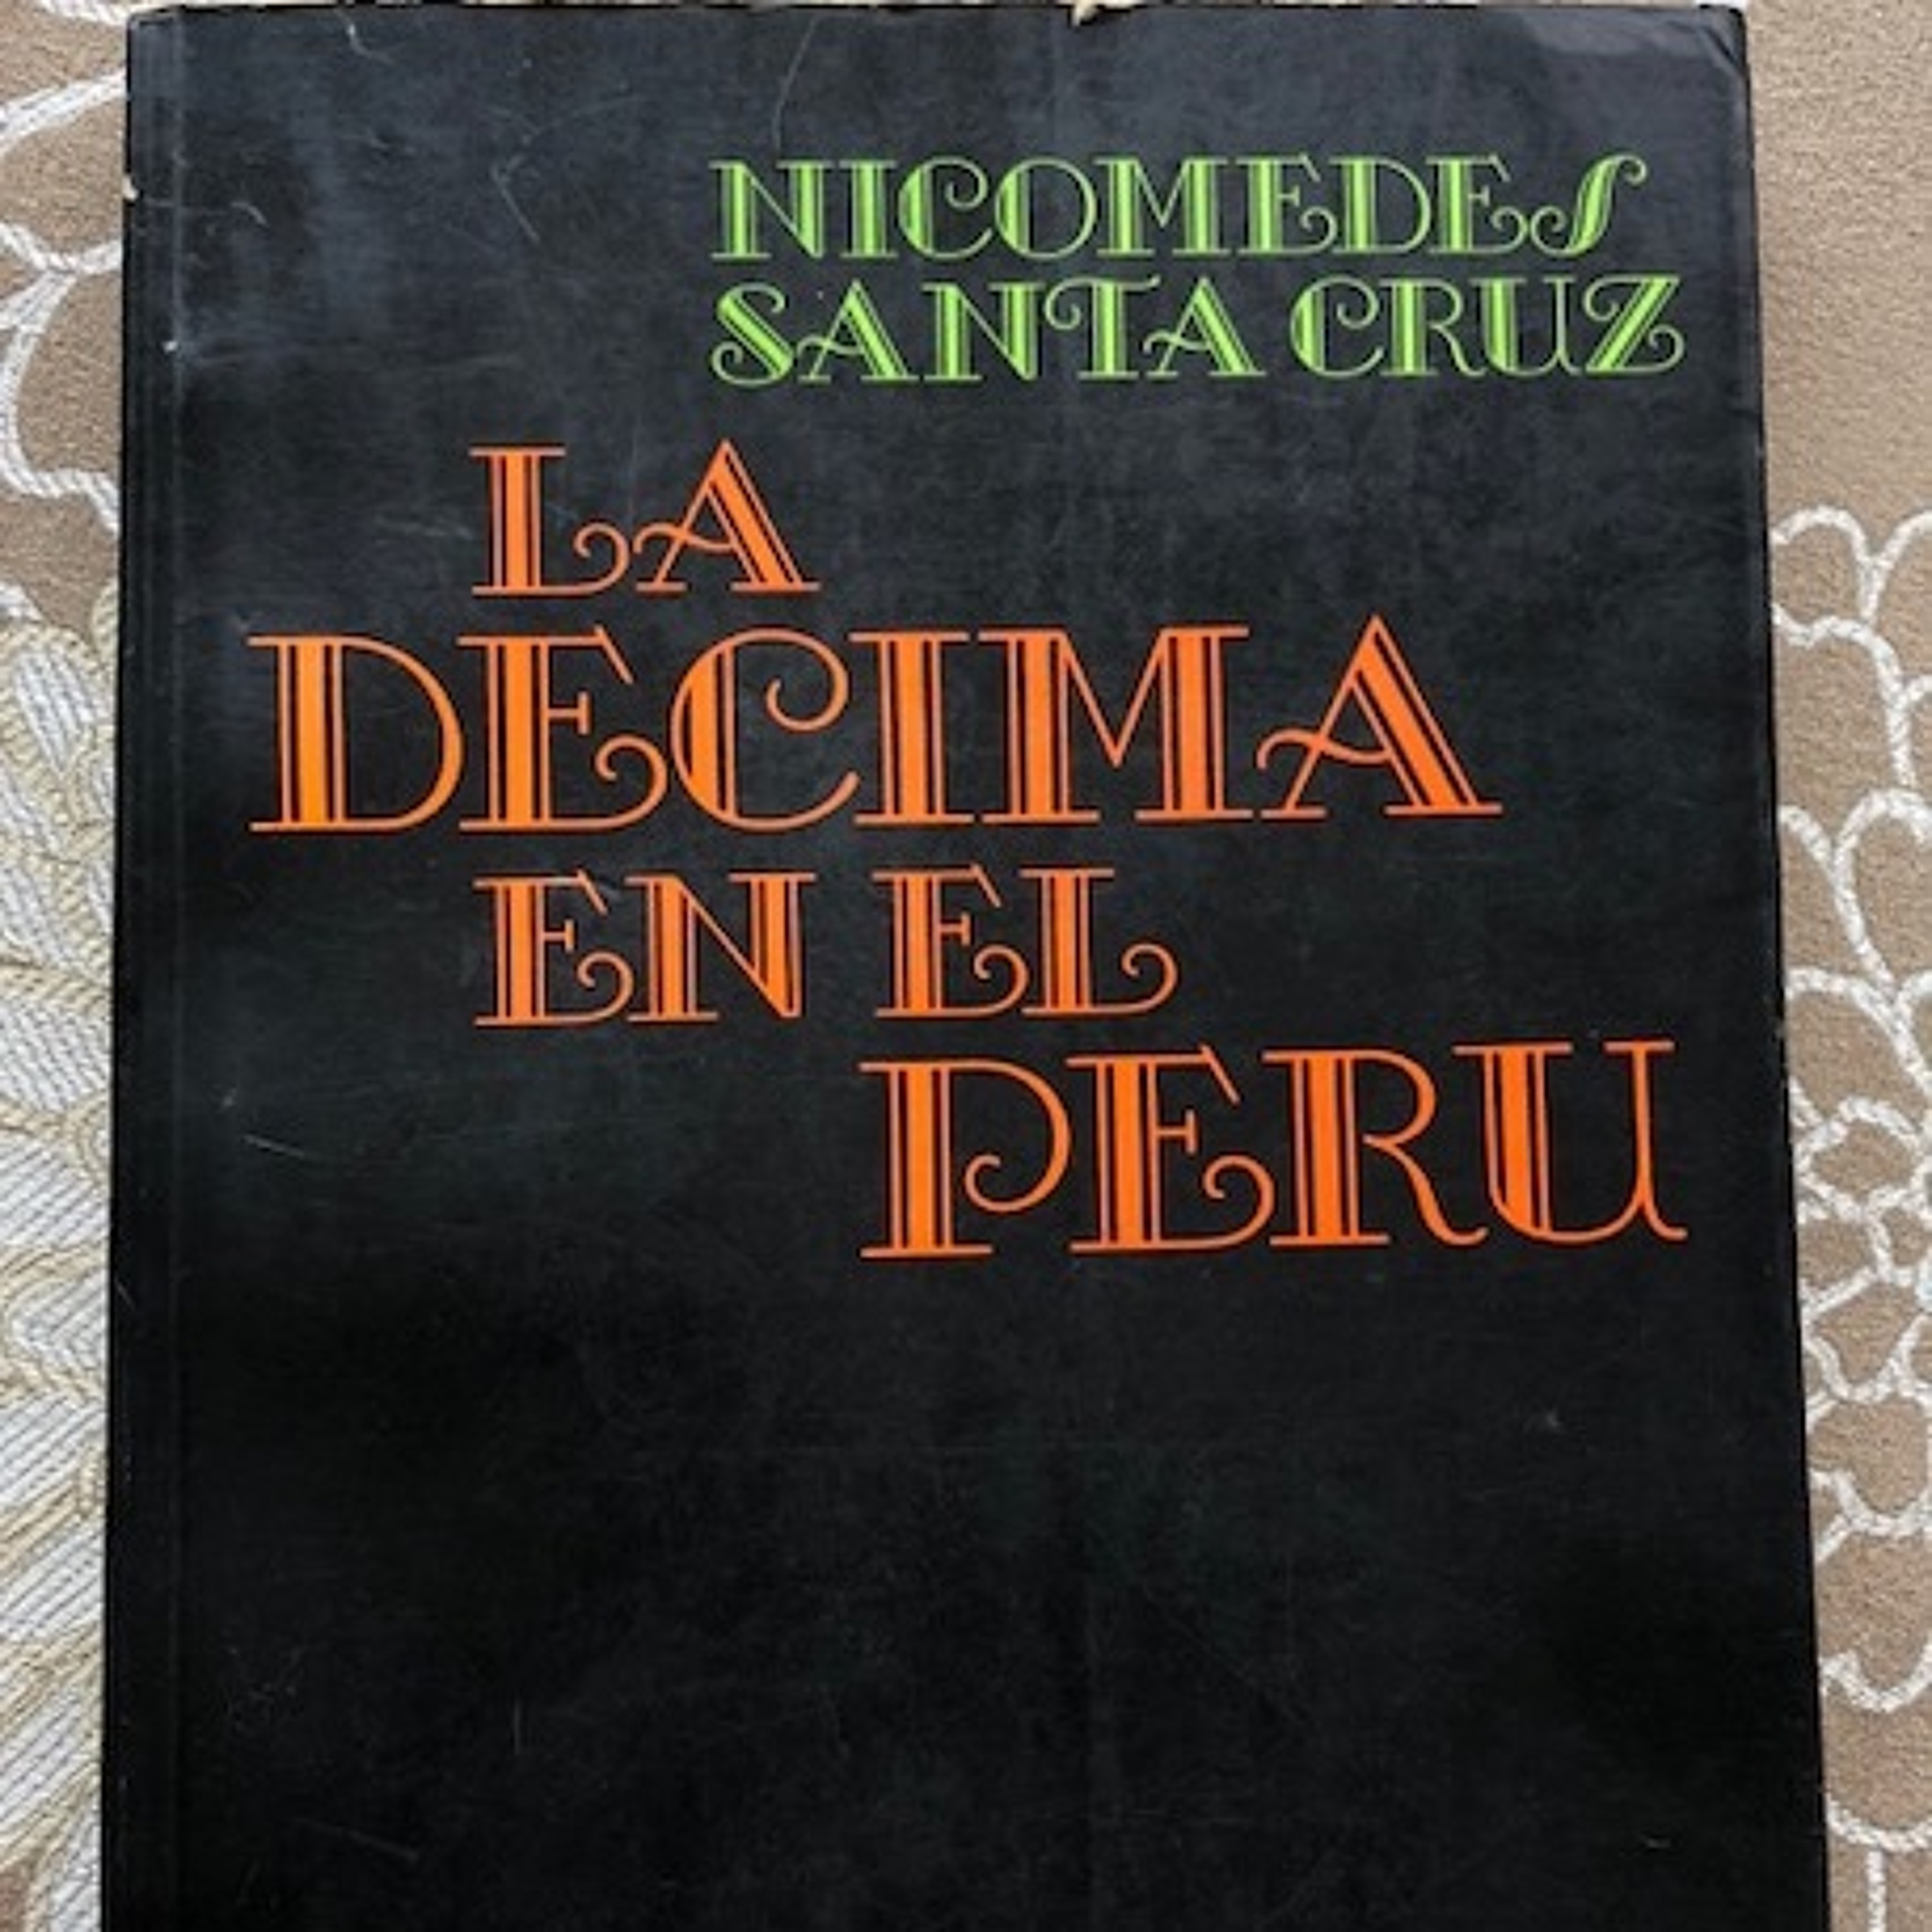 NICOMEDES
SANTA CRUZ
LA
DECIMA
EN EL
PERU